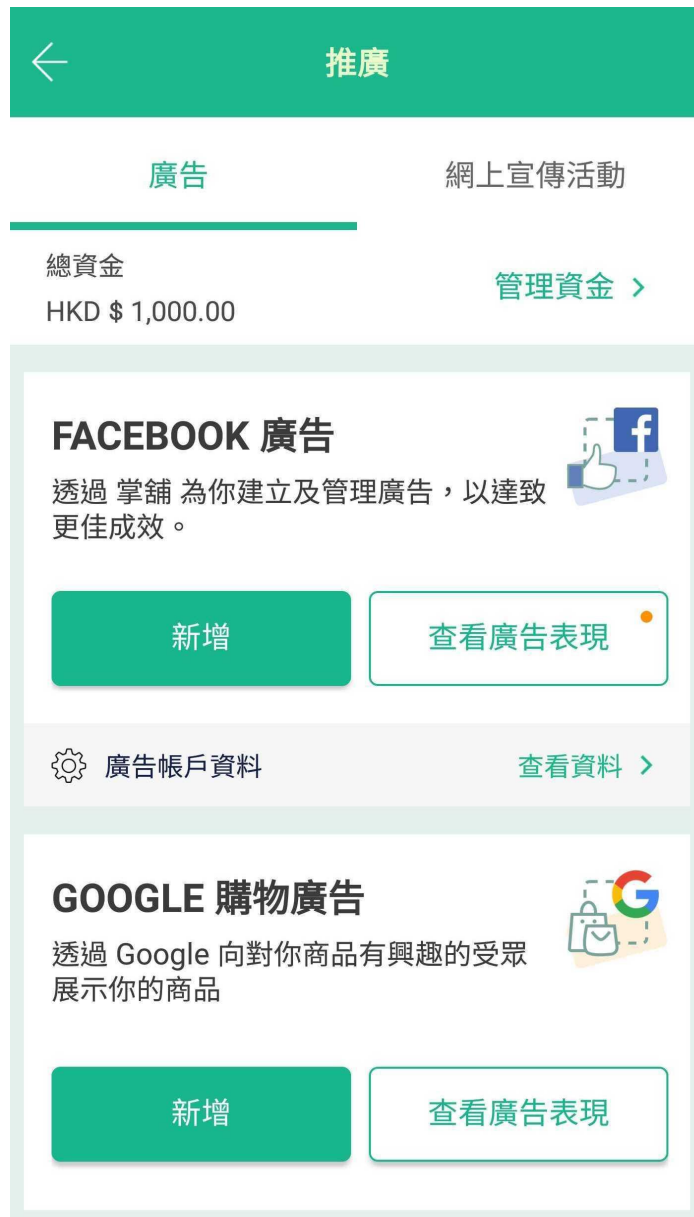 推廣
廣告
網上宣傳活動
總資金
HKD $ 1,000.00
管理資金
FACEBOOK 廣告
透過 掌舖 為你建立及管理廣告，以達致
更佳成效。
新增
查看廣告表現
廣告帳戶資料
查看資料
GOOGLE 購物廣告
透過 Google 向對你商品有興趣的受眾
展示你的商品
新增
查看廣告表現